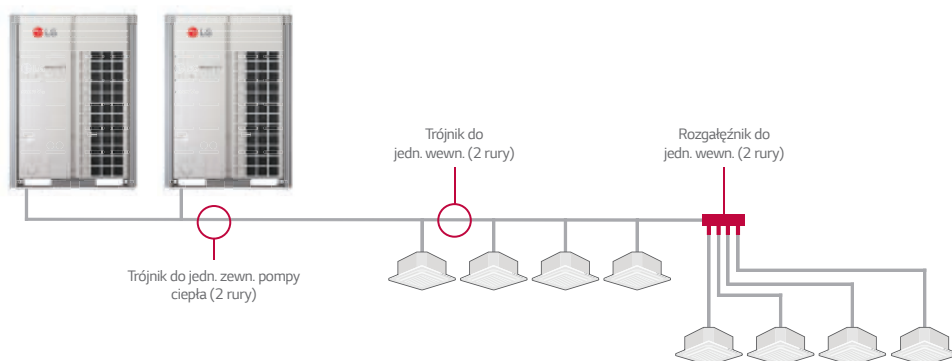 LG
LG
Trójnik do
jedn. wewn. (2 rury)
Rozgałęźnik do
jedn. wewn. (2 rury)
Trójnik do jedn. zewn. pompy
ciepła (2 rury)